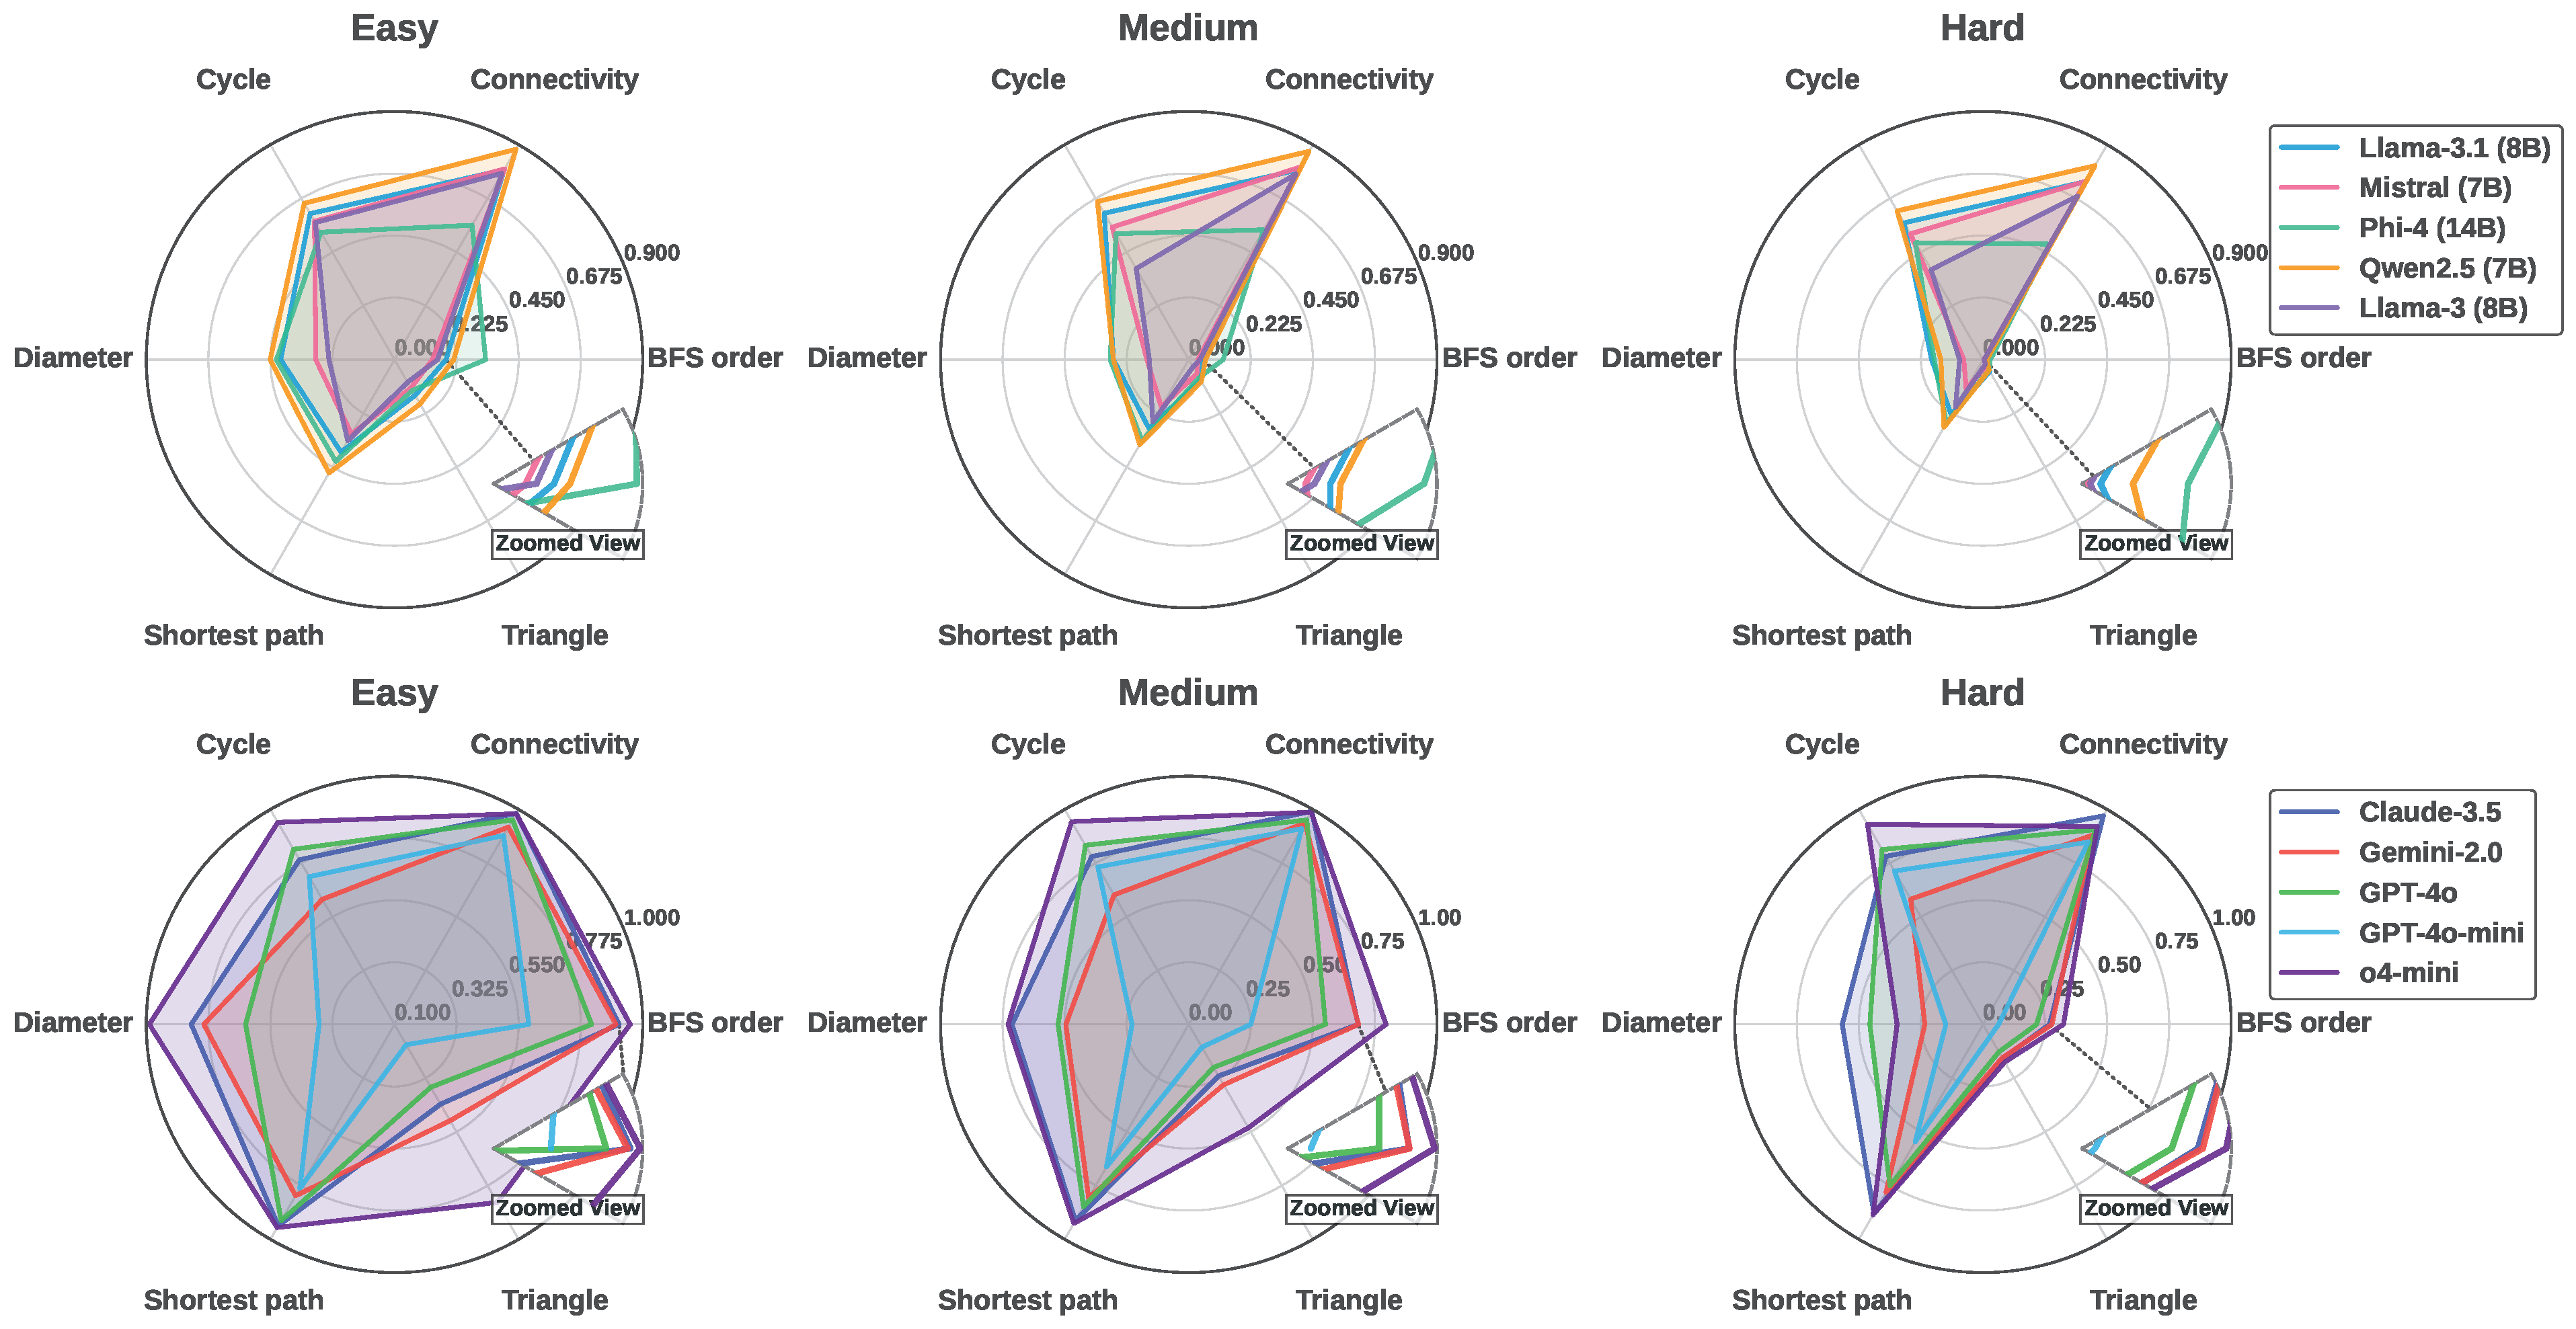 Easy
Medium
Hard
Cycle
Connectivity
Cycle
Connectivity
Cycle
Connectivity
Diameter
BFS order
Diameter
BFS order
Diameter
BFS order
0.000
0.225
0.450
0.675
0.900
0.000
0.225
0.450
0.675
0.900
0.000
0.225
0.450
0.675
0.900
Zoomed View
Zoomed View
Zoomed View
Shortest path
Triangle
Shortest path
Triangle
Shortest path
Triangle
Llama-3.1 (8B)
Mistral (7B)
Phi-4 (14B)
Qwen2.5 (7B)
Llama-3 (8B)
Easy
Medium
Hard
Cycle
Connectivity
Cycle
Connectivity
Cycle
Connectivity
Diameter
BFS order
Diameter
BFS order
Diameter
BFS order
0.100
0.325
0.550
0.775
1.000
0.00
0.25
0.50
0.75
1.00
0.00
0.25
0.50
0.75
1.00
Zoomed View
Zoomed View
Zoomed View
Shortest path
Triangle
Shortest path
Triangle
Shortest path
Triangle
Claude-3.5
Gemini-2.0
GPT-4o
GPT-4o-mini
o4-mini